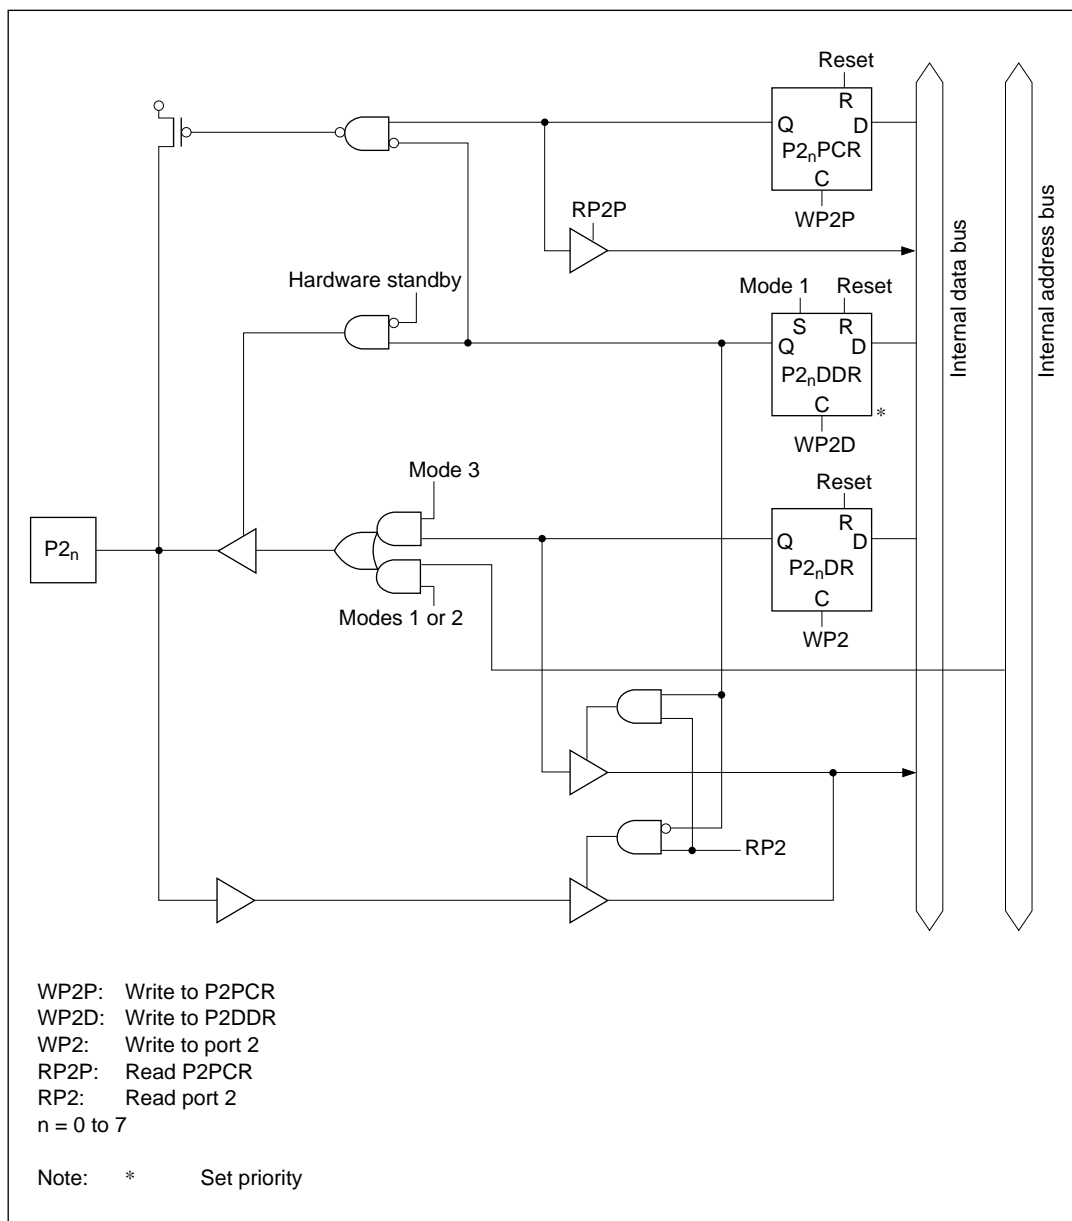 Reset
R
Q D
P2nPCR
C
WP2P
RP2P
Internal data bus
Internal address bus
Hardware standby
Mode 1 Reset
S R
Q D
P2nDDR
C
*
WP2D
Mode 3
Reset
R
P2n
Q D
P2nDR
C
Modes 1 or 2
WP2
RP2
WP2P: Write to P2PCR
WP2D: Write to P2DDR
WP2: Write to port 2
RP2P: Read P2PCR
RP2: Read port 2
n = 0 to 7
Note: * Set priority